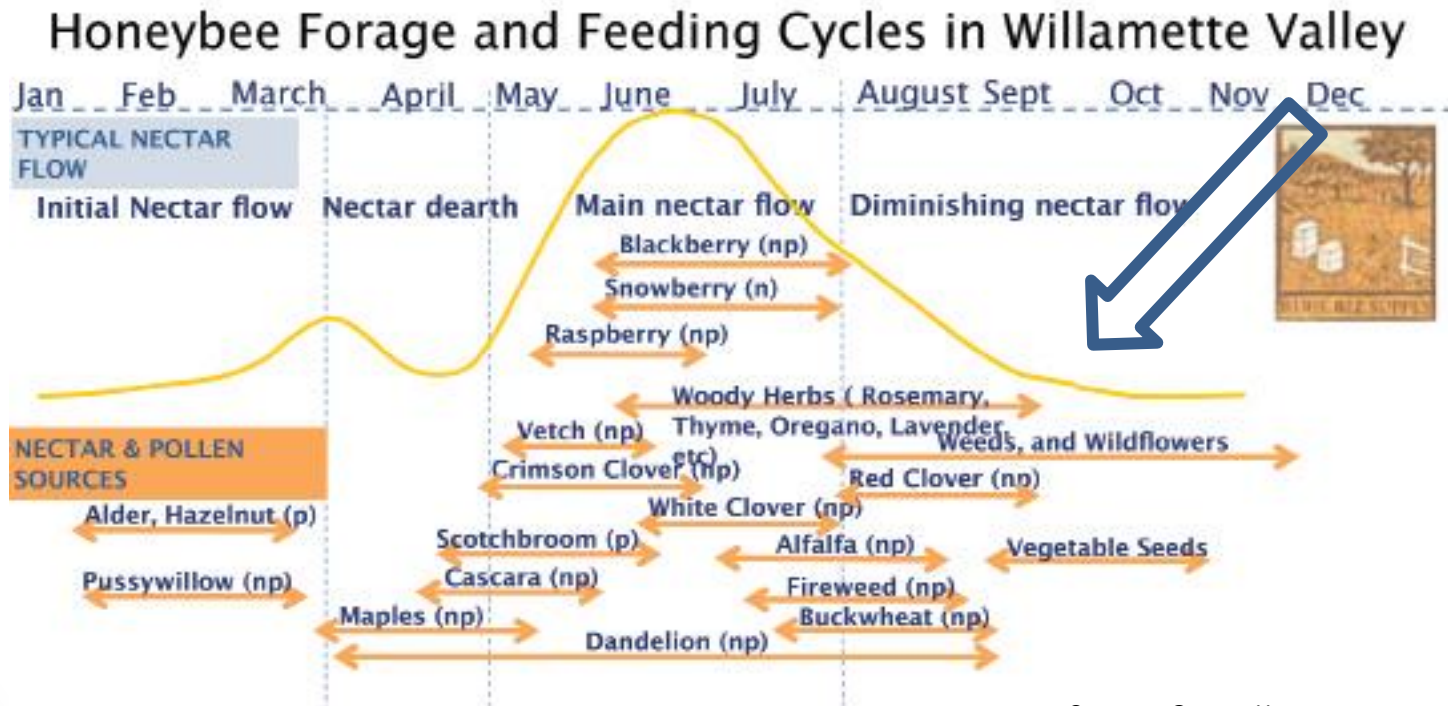 Honeybee Forage and Feeding Cycles in Willamette Valley
Jan Feb March April May June July August Sept Oct Nov Dec
TYPICAL NECTAR
FLOW
Initial Nectar flow Nectar dearth Main nectar flow Diminishing nectar flow
Blackberry (np)
Snowberry (n)
Raspberry (np)
Woody Herbs ( Rosemary,
Thyme, Oregano, Lavender,
etc)
Vetch (np)
Weeds, and Wildflowers
NECTAR & POLLEN
SOURCES
Crimson Clover (np)
Red Clover (np)
Alder, Hazelnut (p)
White Clover (np)
Scotchbroom (p)
Alfalfa (np)
Vegetable Seeds
Pussywillow (np)
Cascara (np)
Fireweed (np)
Maples (np)
Buckwheat (np)
Dandelion (np)